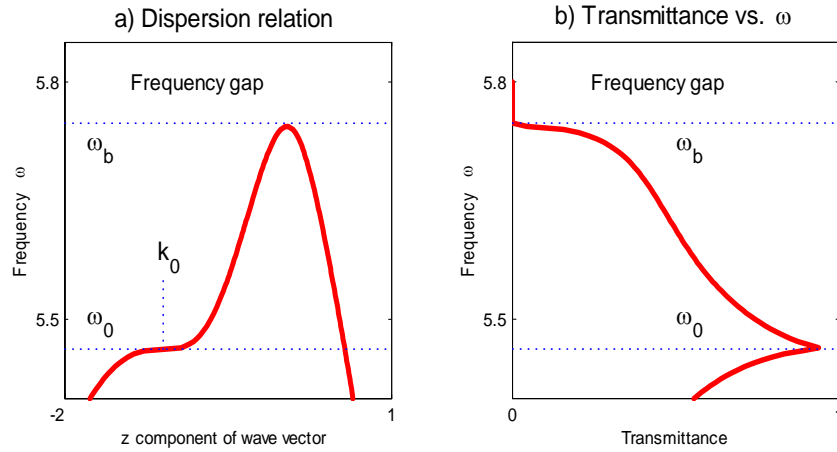 a) Dispersion relation
5.8
Frequency gap
ω_b
k_0
ω_0
5.5
Frequency ω
-2
1
z component of wave vector
b) Transmittance vs. ω
5.8
Frequency gap
ω_b
5.5
ω_0
Frequency ω
0
1
Transmittance